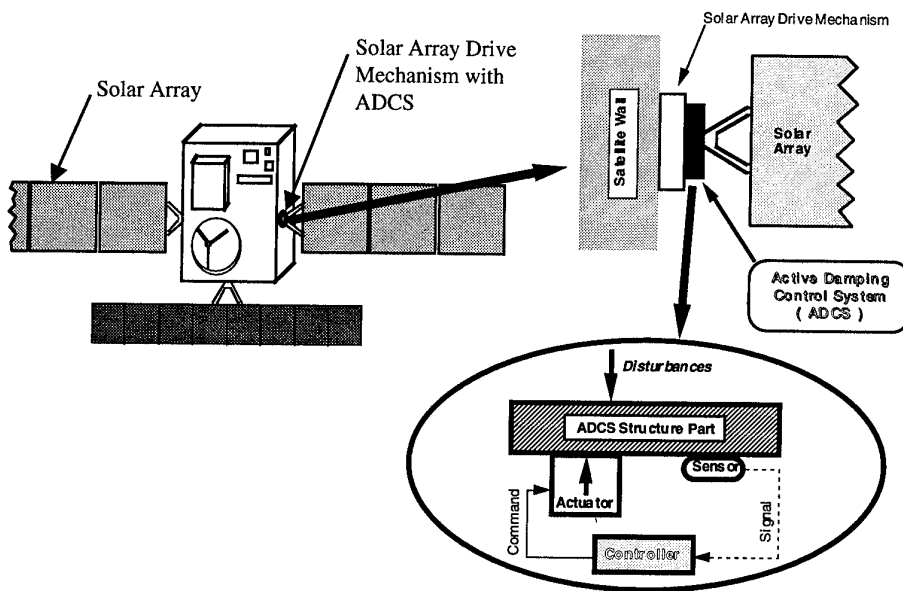 Solar Array
Solar Array Drive
Mechanism with
ADCS
Solar Array Drive Mechanism
Satellite Wall
Solar
Array
Active Damping
Control System
( ADCS )
Disturbances
ADCS Structure Part
Sensor
Actuator
Command
Signal
Controller